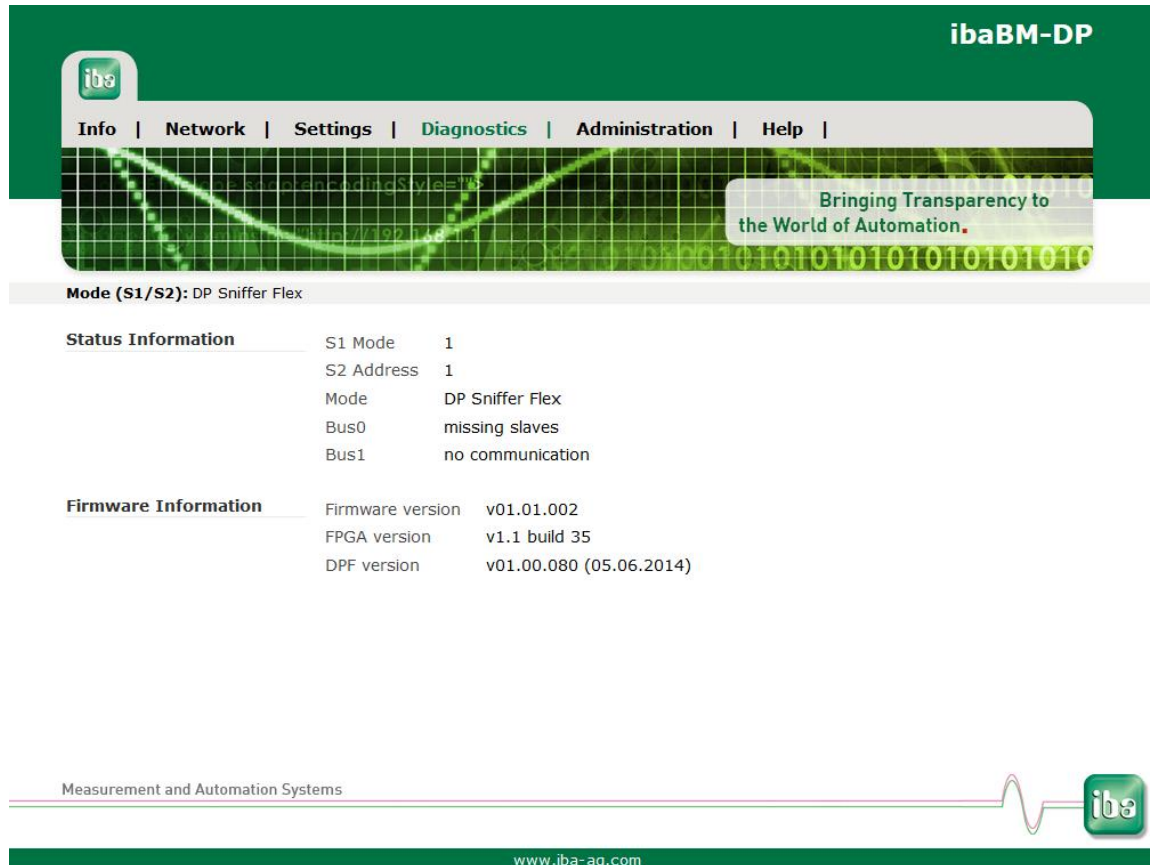 ibaBM-DP
iba
Info | Network | Settings | Diagnostics | Administration | Help |
Bringing Transparency to
the World of Automation.
Mode (S1/S2): DP Sniffer Flex
Status Information
S1 Mode 1
S2 Address 1
Mode DP Sniffer Flex
Bus0 missing slaves
Bus1 no communication
Firmware Information
Firmware version v01.01.002
FPGA version v1.1 build 35
DPF version v01.00.080 (05.06.2014)
Measurement and Automation Systems
iba
www.iba-ag.com